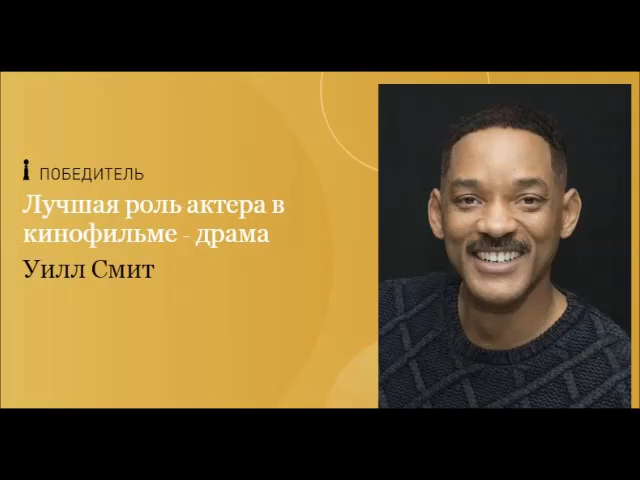 ПОБЕДИТЕЛЬ
Лучшая роль актера в
кинофильме - драма
Уилл Смит